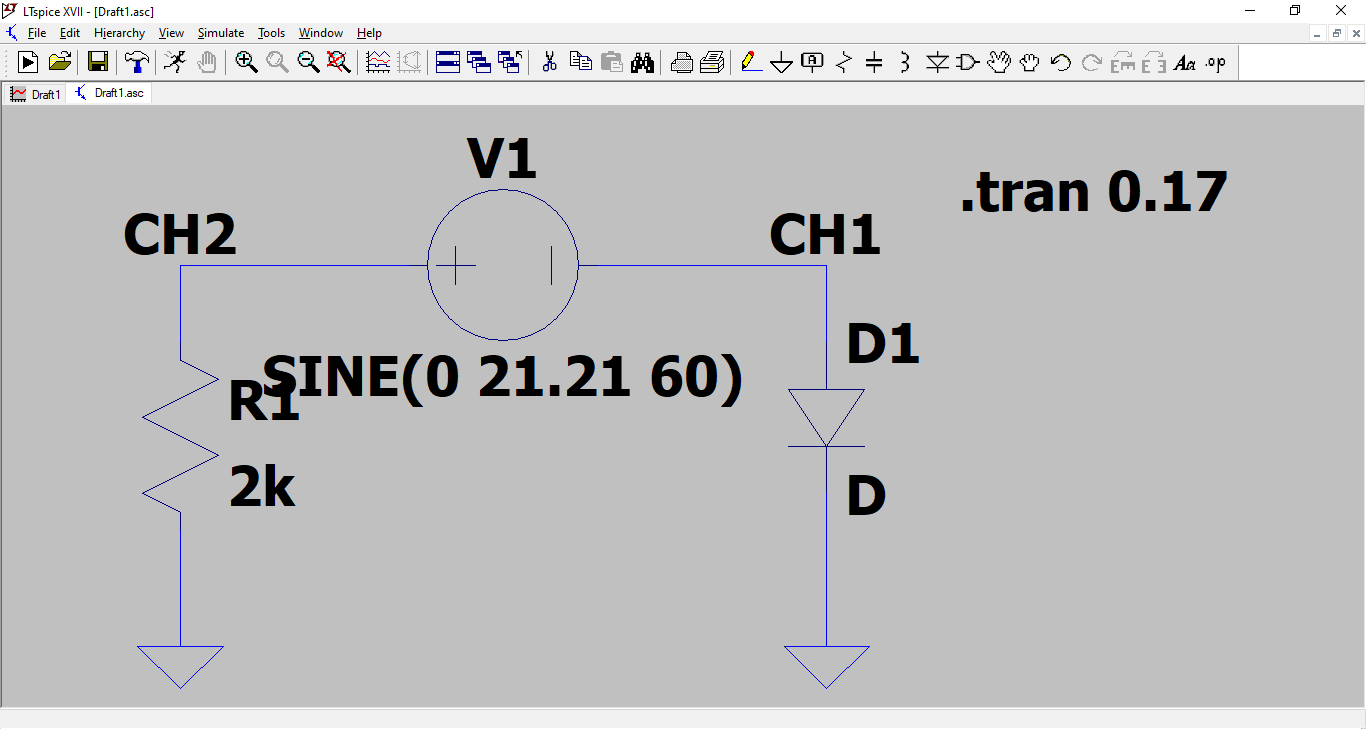 LTspice XVII - [Draft1.asc]
File Edit Hierarchy View Simulate Tools Window Help
Aa .op
Draft1 Draft1.asc
V1
.tran 0.17
CH2 CH1
D1
SINE(0 21.21 60)
R1
2k
D